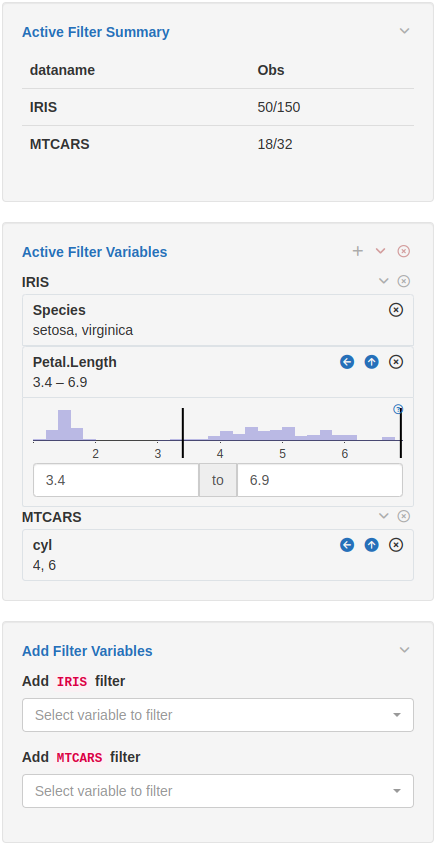 Active Filter Summary
dataname Obs
IRIS 50/150
MTCARS 18/32
Active Filter Variables
IRIS
Species
setosa, virginica
Petal.Length
3.4 – 6.9
2 3 4 5 6
3.4 to 6.9
MTCARS
cyl
4, 6
Add Filter Variables
Add IRIS filter
Select variable to filter
Add MTCARS filter
Select variable to filter